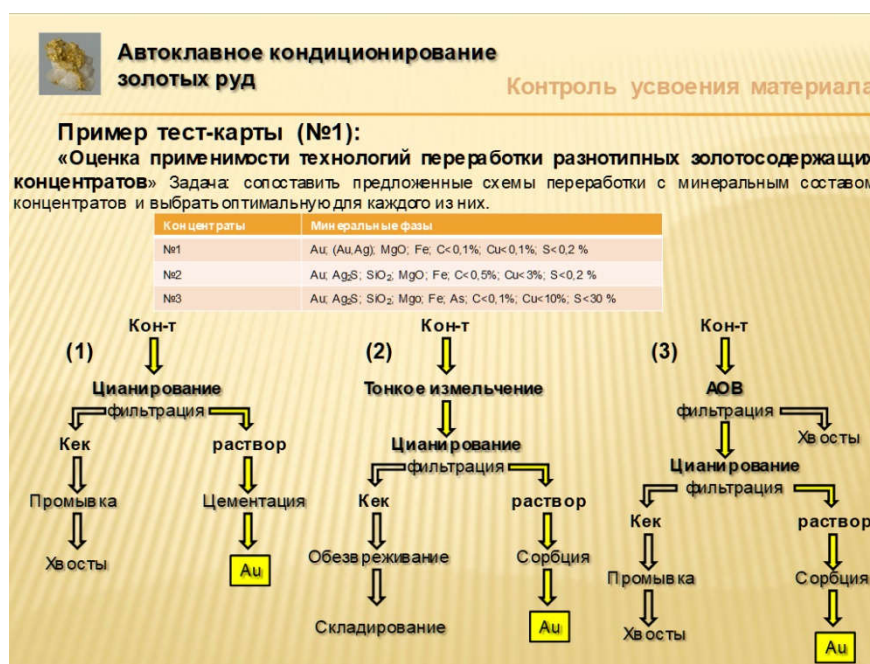 Автоклавное кондиционирование
золотых руд
Контроль усвоения материала
Пример тест-карты (№1):
«Оценка применимости технологий переработки разнотипных золотосодержащих
концентратов» Задача: сопоставить предложенные схемы переработки с минеральным составом
концентратов и выбрать оптимальную для каждого из них.
Концентраты Минеральные фазы
№1 Au; (Au,Ag); MgO; Fe; C<0,1%; Cu<0,1%; S<0,2 %
№2 Au; Ag₂S; SiO₂; MgO; Fe; C<0,5%; Cu<3%; S<0,2 %
№3 Au; Ag₂S; SiO₂; Mgo; Fe; As; C<0,1%; Cu<10%; S<30 %
(1)
Кон-т
Цианирование
фильтрация
Кек раствор
Промывка Цементация
Хвосты Au
(2)
Кон-т
Тонкое измельчение
Цианирование
фильтрация
Кек раствор
Обезвреживание Сорбция
Складирование Au
(3)
Кон-т
АОВ
фильтрация
Хвосты
Цианирование
фильтрация
Кек раствор
Промывка Сорбция
Хвосты Au